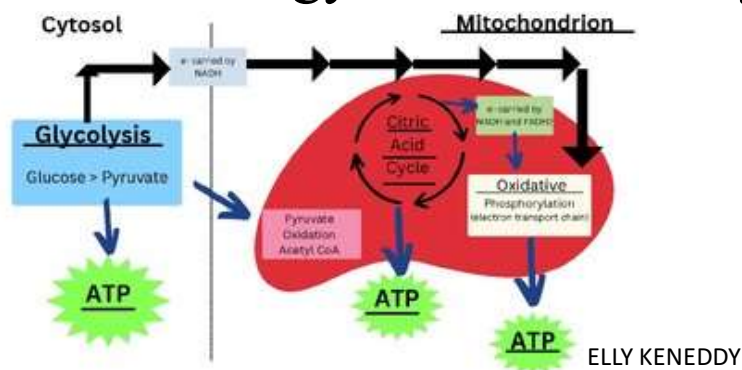 Cytosol
Mitochondrion
e- carried by
NADH
Glycolysis
Glucose > Pyruvate
Citric
Acid
Cycle
e- carried by
NADH and FADH2
Oxidative
Phosphorylation
(electron transport chain)
Pyruvate
Oxidation
Acetyl CoA
ATP
ATP
ATP
ELLY KENEDDY